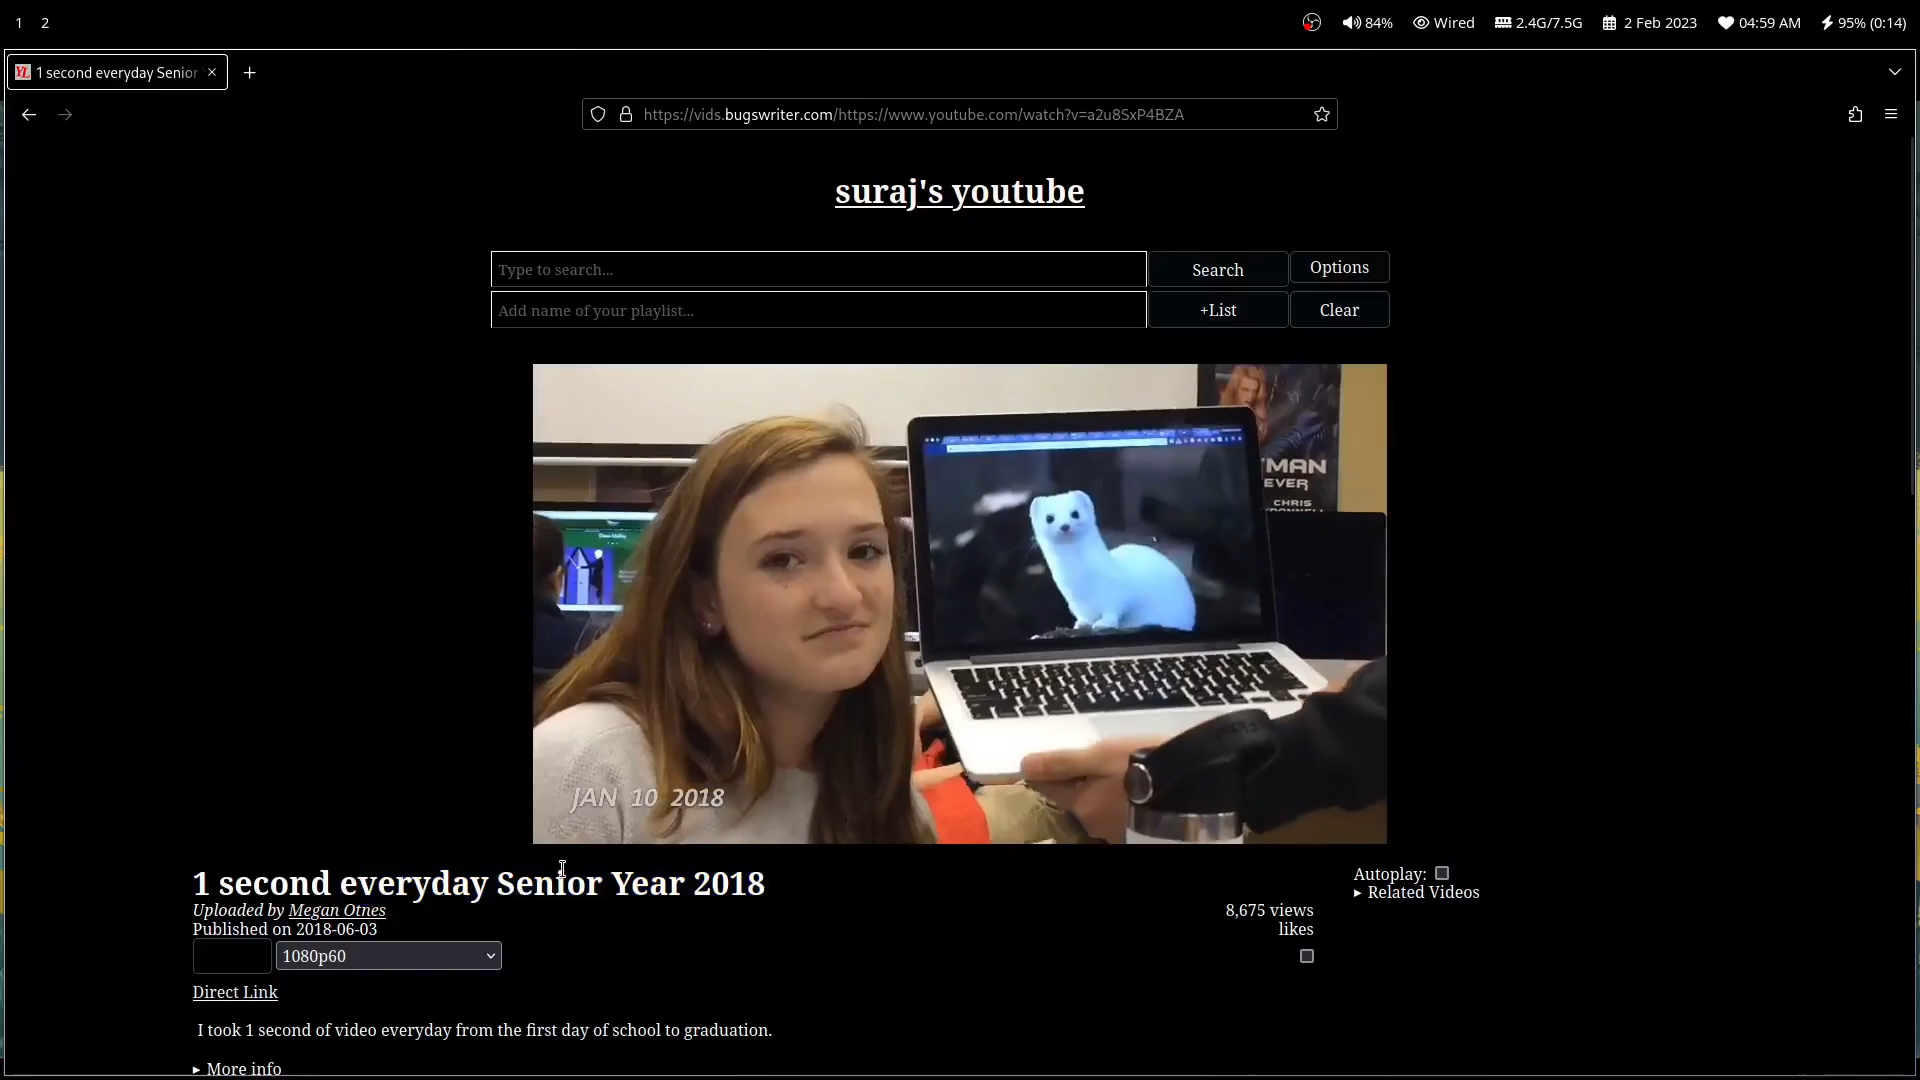 1 2 84% Wired 2.4G/7.5G 2 Feb 2023 04:59 AM 95% (0:14)
1 second everyday Senior
https://vids.bugswriter.com/https://www.youtube.com/watch?v=a2u8SxP4BZA
suraj's youtube
Type to search... Search Options
Add name of your playlist... +List Clear
MAN
EVER
CHRIS
JAN 10 2018
1 second everyday Senior Year 2018
Autoplay:
Related Videos
Uploaded by Megan Otnes
8,675 views
Published on 2018-06-03
likes
1080p60
Direct Link
I took 1 second of video everyday from the first day of school to graduation.
More info